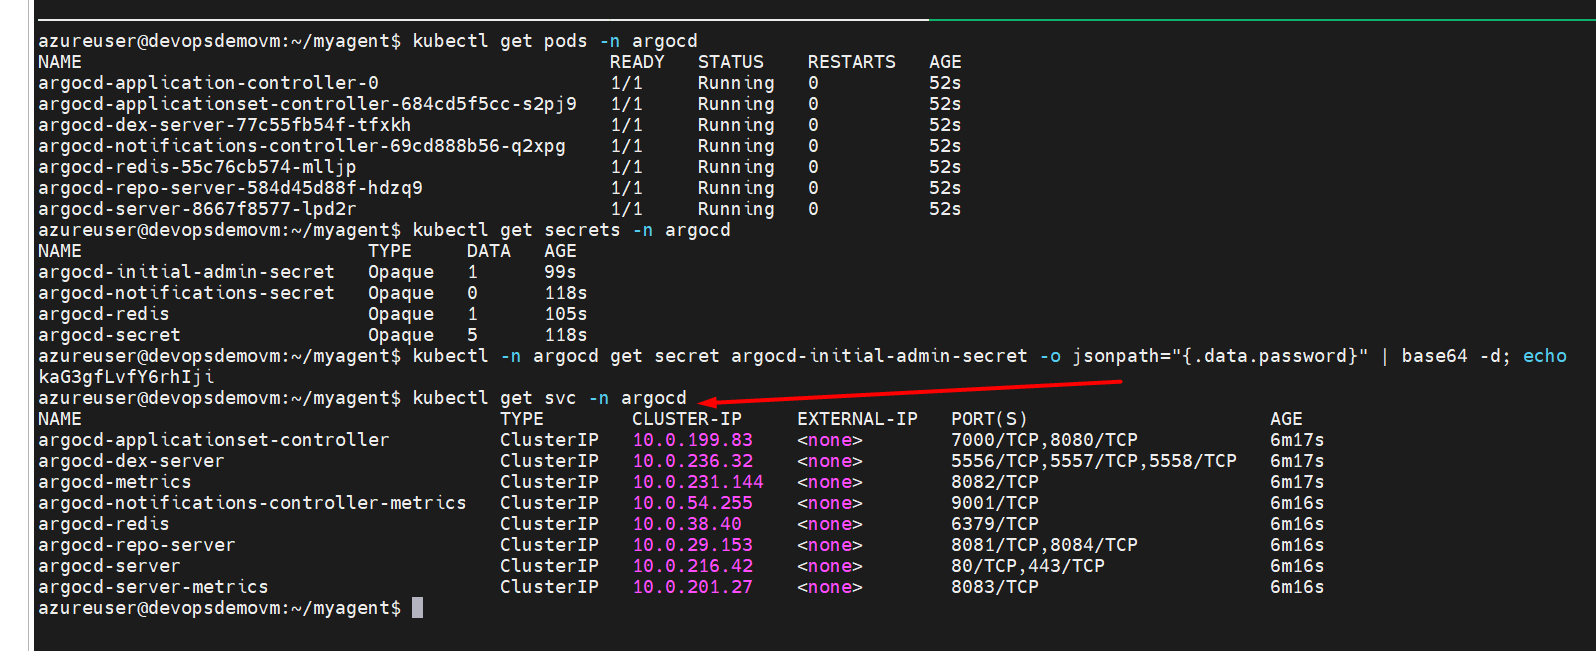 azureuser@devopsdemovm:~/myagent$ kubectl get pods -n argocd
NAME READY STATUS RESTARTS AGE
argocd-application-controller-0 1/1 Running 0 52s
argocd-applicationset-controller-684cd5f5cc-s2pj9 1/1 Running 0 52s
argocd-dex-server-77c55fb54f-tfxkh 1/1 Running 0 52s
argocd-notifications-controller-69cd888b56-q2xpg 1/1 Running 0 52s
argocd-redis-55c76cb574-mlljp 1/1 Running 0 52s
argocd-repo-server-584d45d88f-hdzq9 1/1 Running 0 52s
argocd-server-8667f8577-lpd2r 1/1 Running 0 52s
azureuser@devopsdemovm:~/myagent$ kubectl get secrets -n argocd
NAME TYPE DATA AGE
argocd-initial-admin-secret Opaque 1 99s
argocd-notifications-secret Opaque 0 118s
argocd-redis Opaque 1 105s
argocd-secret Opaque 5 118s
azureuser@devopsdemovm:~/myagent$ kubectl -n argocd get secret argocd-initial-admin-secret -o jsonpath="{.data.password}" | base64 -d; echo
kaG3gfLvfY6rhIji
azureuser@devopsdemovm:~/myagent$ kubectl get svc -n argocd
NAME TYPE CLUSTER-IP EXTERNAL-IP PORT(S) AGE
argocd-applicationset-controller ClusterIP 10.0.199.83 <none> 7000/TCP,8080/TCP 6m17s
argocd-dex-server ClusterIP 10.0.236.32 <none> 5556/TCP,5557/TCP,5558/TCP 6m17s
argocd-metrics ClusterIP 10.0.231.144 <none> 8082/TCP 6m17s
argocd-notifications-controller-metrics ClusterIP 10.0.54.255 <none> 9001/TCP 6m16s
argocd-redis ClusterIP 10.0.38.40 <none> 6379/TCP 6m16s
argocd-repo-server ClusterIP 10.0.29.153 <none> 8081/TCP,8084/TCP 6m16s
argocd-server ClusterIP 10.0.216.42 <none> 80/TCP,443/TCP 6m16s
argocd-server-metrics ClusterIP 10.0.201.27 <none> 8083/TCP 6m16s
azureuser@devopsdemovm:~/myagent$